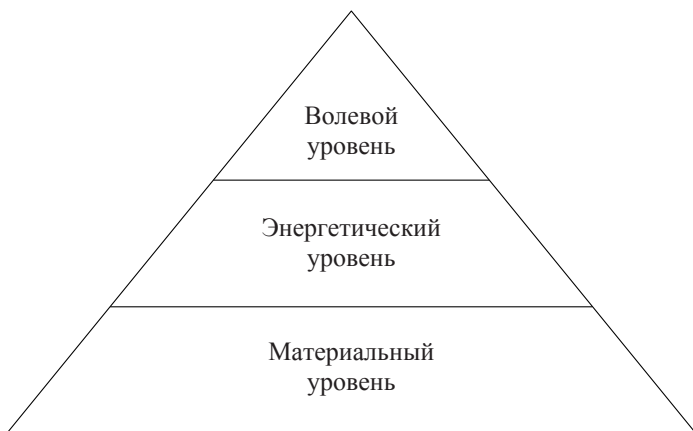 Волевой
уровень
Энергетический
уровень
Материальный
уровень